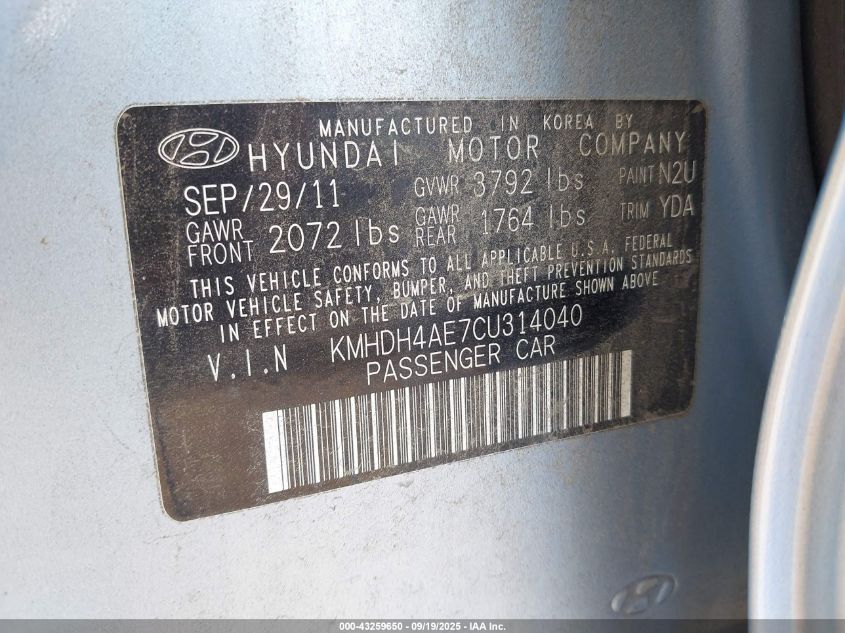 MANUFACTURED IN KOREA BY
HYUNDAI MOTOR COMPANY
SEP/29/11 GVWR 3792 lbs PAINT N2U
GAWR FRONT 2072 lbs GAWR REAR 1764 lbs TRIM YDA
THIS VEHICLE CONFORMS TO ALL APPLICABLE U.S.A. FEDERAL
MOTOR VEHICLE SAFETY, BUMPER, AND THEFT PREVENTION STANDARDS
IN EFFECT ON THE DATE OF MANUFACTURE SHOWN ABOVE
V.I.N KMHDH4AE7CU314040
PASSENGER CAR
000-43259650 - 09/19/2025 - IAA Inc.